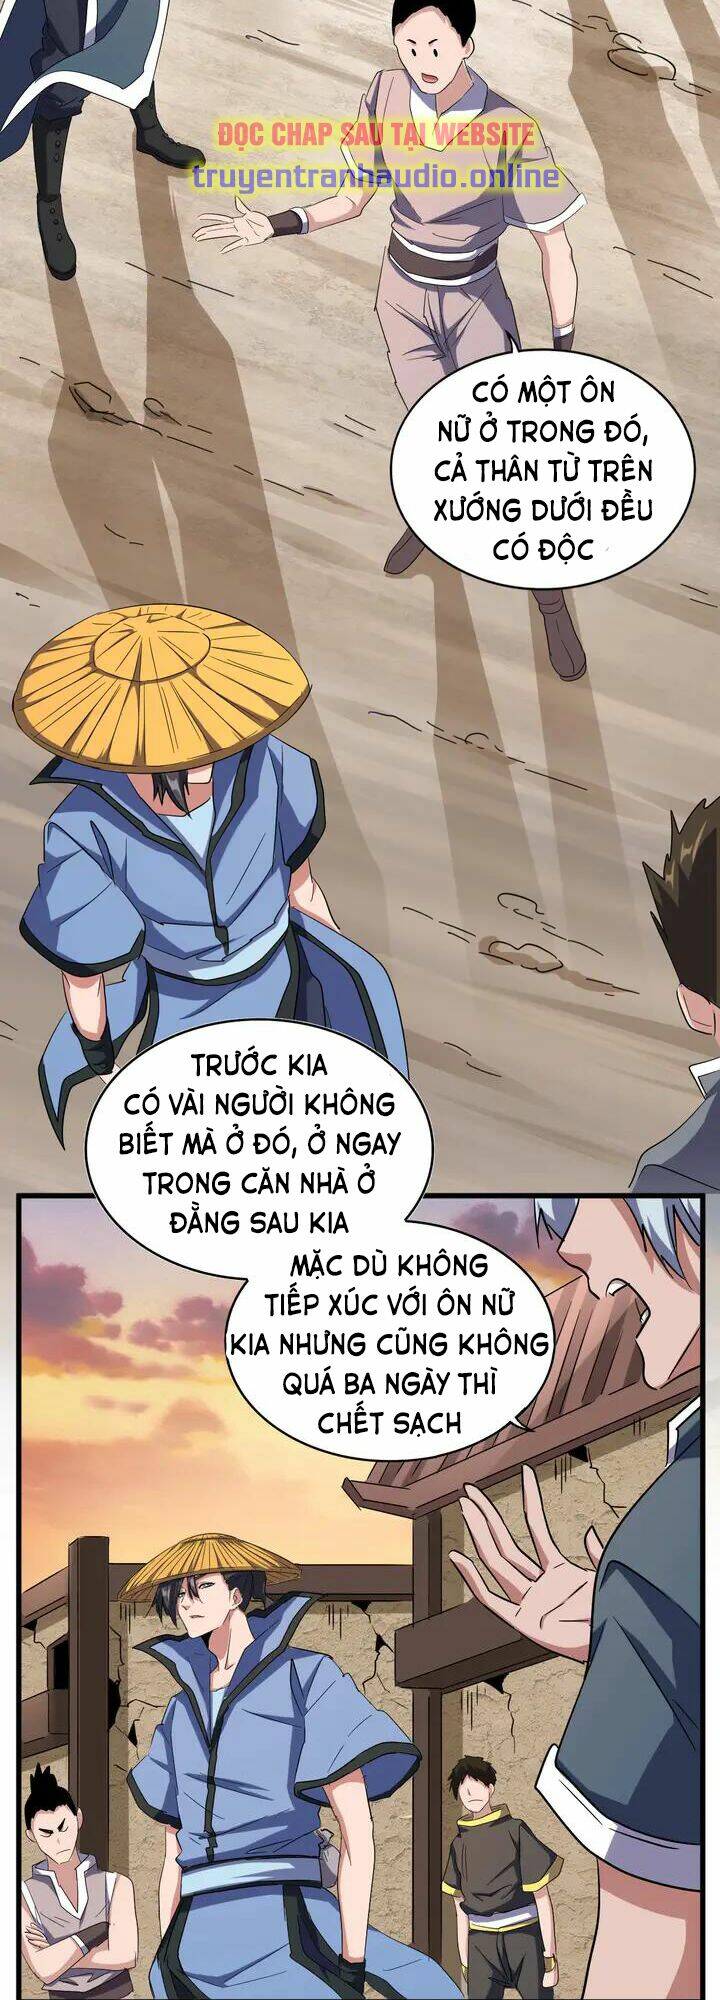 ĐỌC CHAP SAU TẠI WEBSITE
truyentranhaudio.online
CÓ MỘT ÔN
NỮ Ở TRONG ĐÓ,
CẢ THÂN TỪ TRÊN
XƯỚNG DƯỚI ĐỀU
CÓ ĐỘC
TRƯỚC KIA
CÓ VÀI NGƯỜI KHÔNG
BIẾT MÀ Ở ĐÓ, Ở NGAY
TRONG CĂN NHÀ Ở
ĐẰNG SAU KIA
MẶC DÙ KHÔNG
TIẾP XÚC VỚI ÔN NỮ
KIA NHƯNG CŨNG KHÔNG
QUÁ BA NGÀY THÌ
CHẾT SẠCH